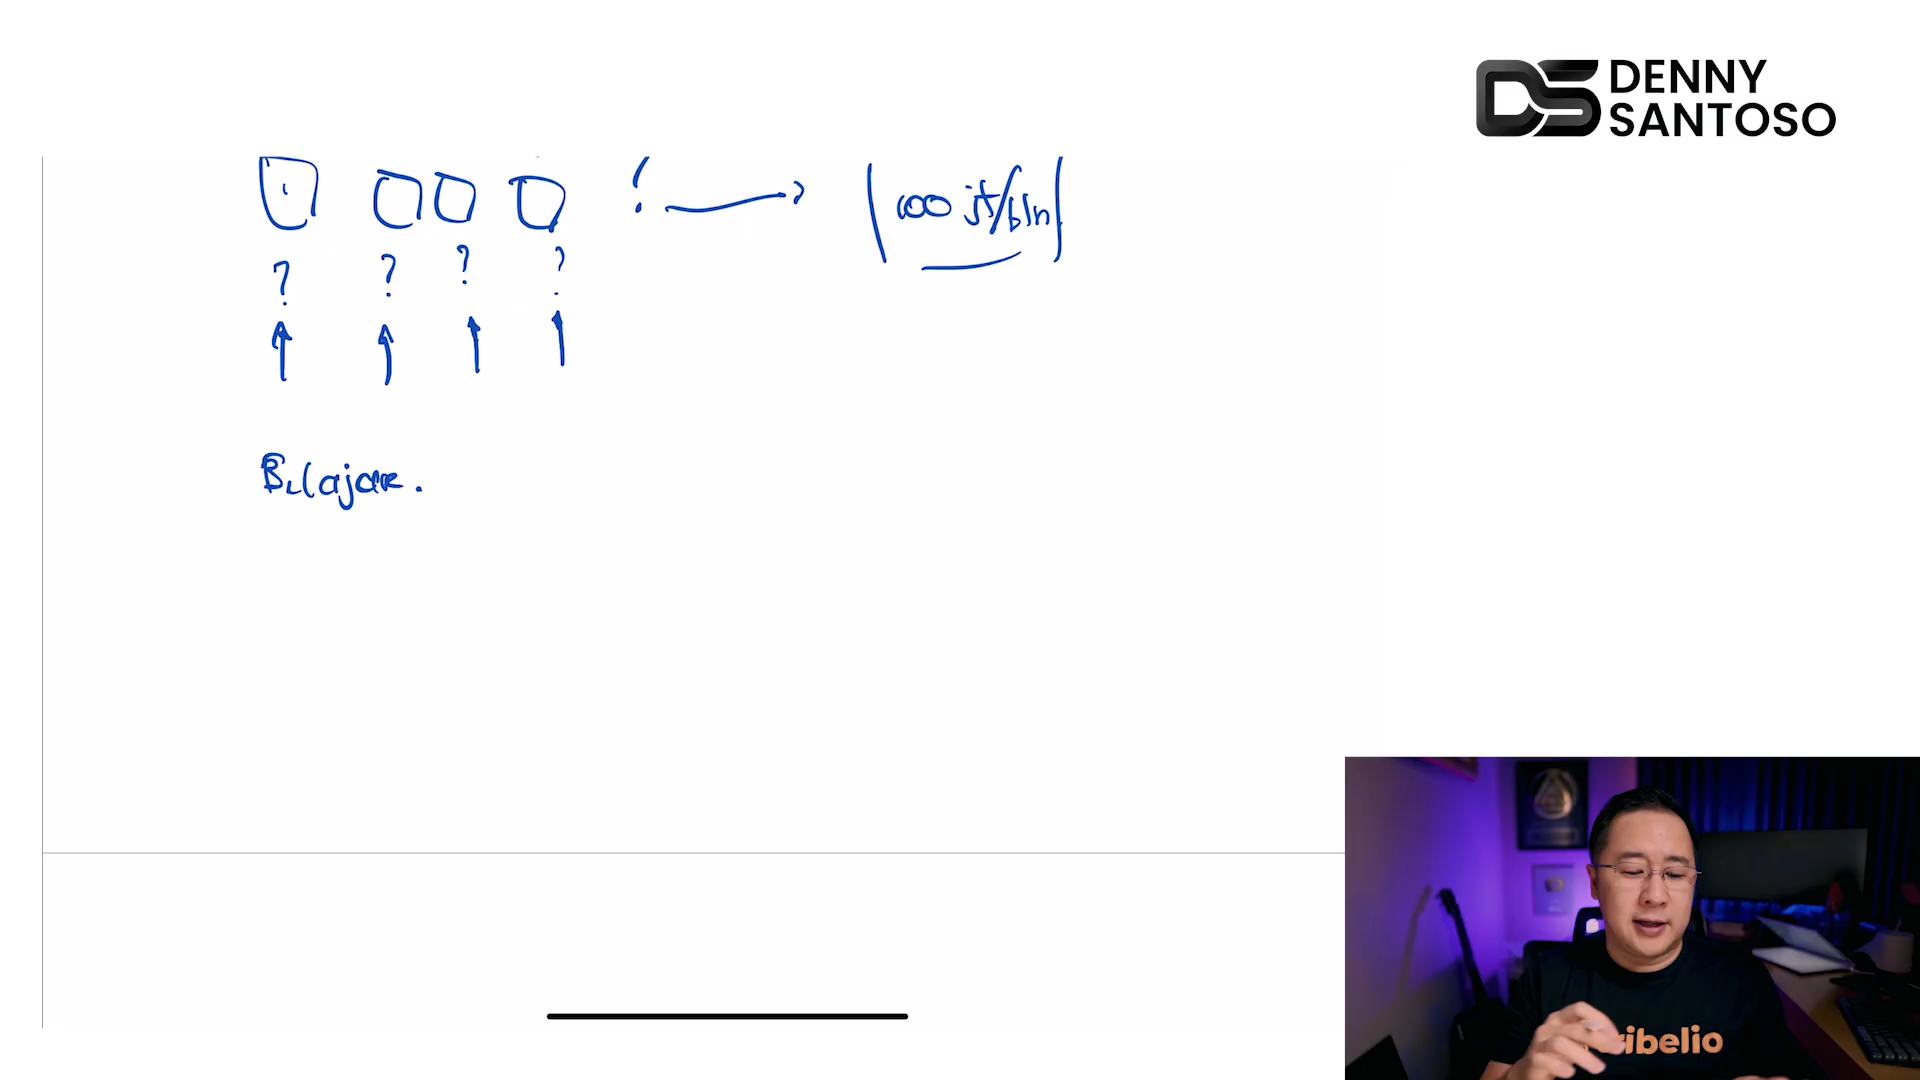 DENNY
SANTOSO
? 100 jt/bln
? ? ? ?
Belajar.
ribelio